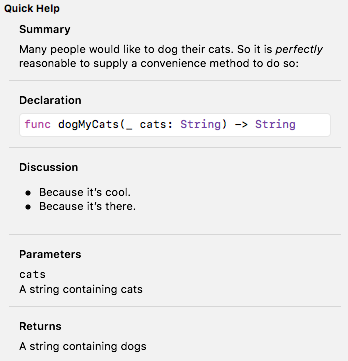 Quick Help
Summary
Many people would like to dog their cats. So it is perfectly
reasonable to supply a convenience method to do so:
Declaration
func dogMyCats(_ cats: String) -> String
Discussion
• Because it's cool.
• Because it's there.
Parameters
cats
A string containing cats
Returns
A string containing dogs